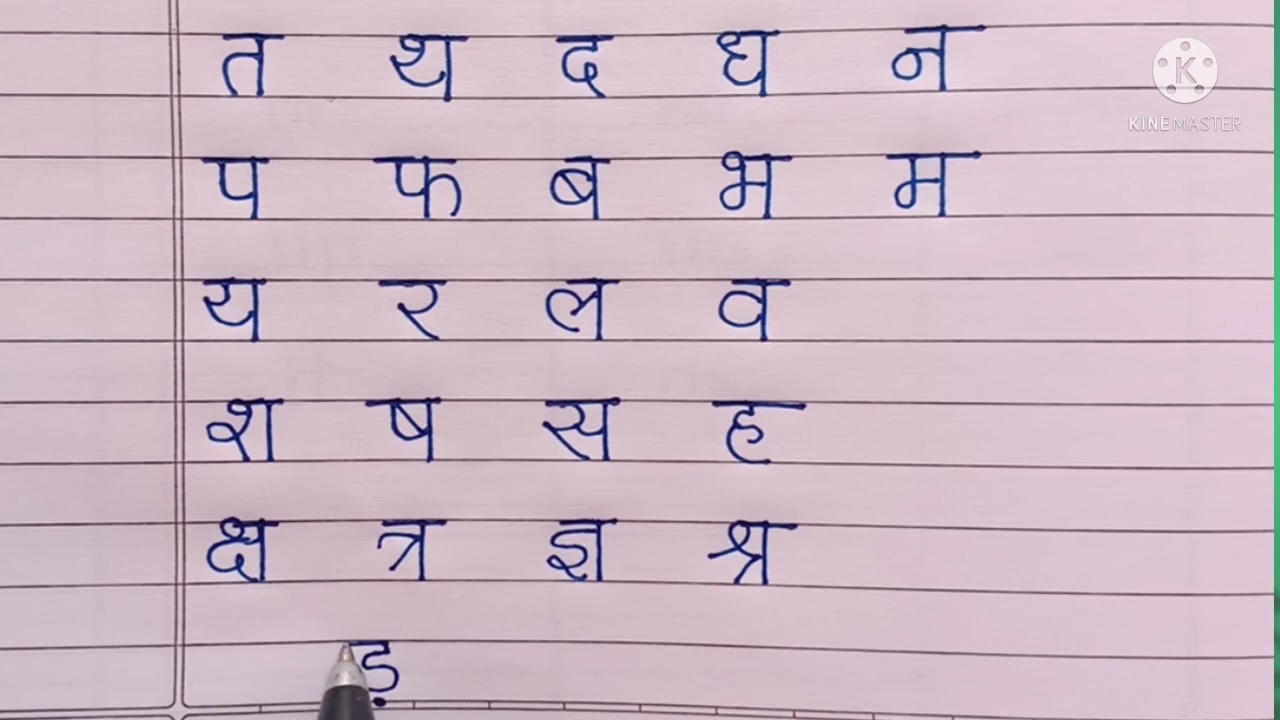 त थ द ध न
KINEMASTER
प फ ब भ म
य र ल व
श ष स ह
क्ष त्र ज्ञ श्र
ड़